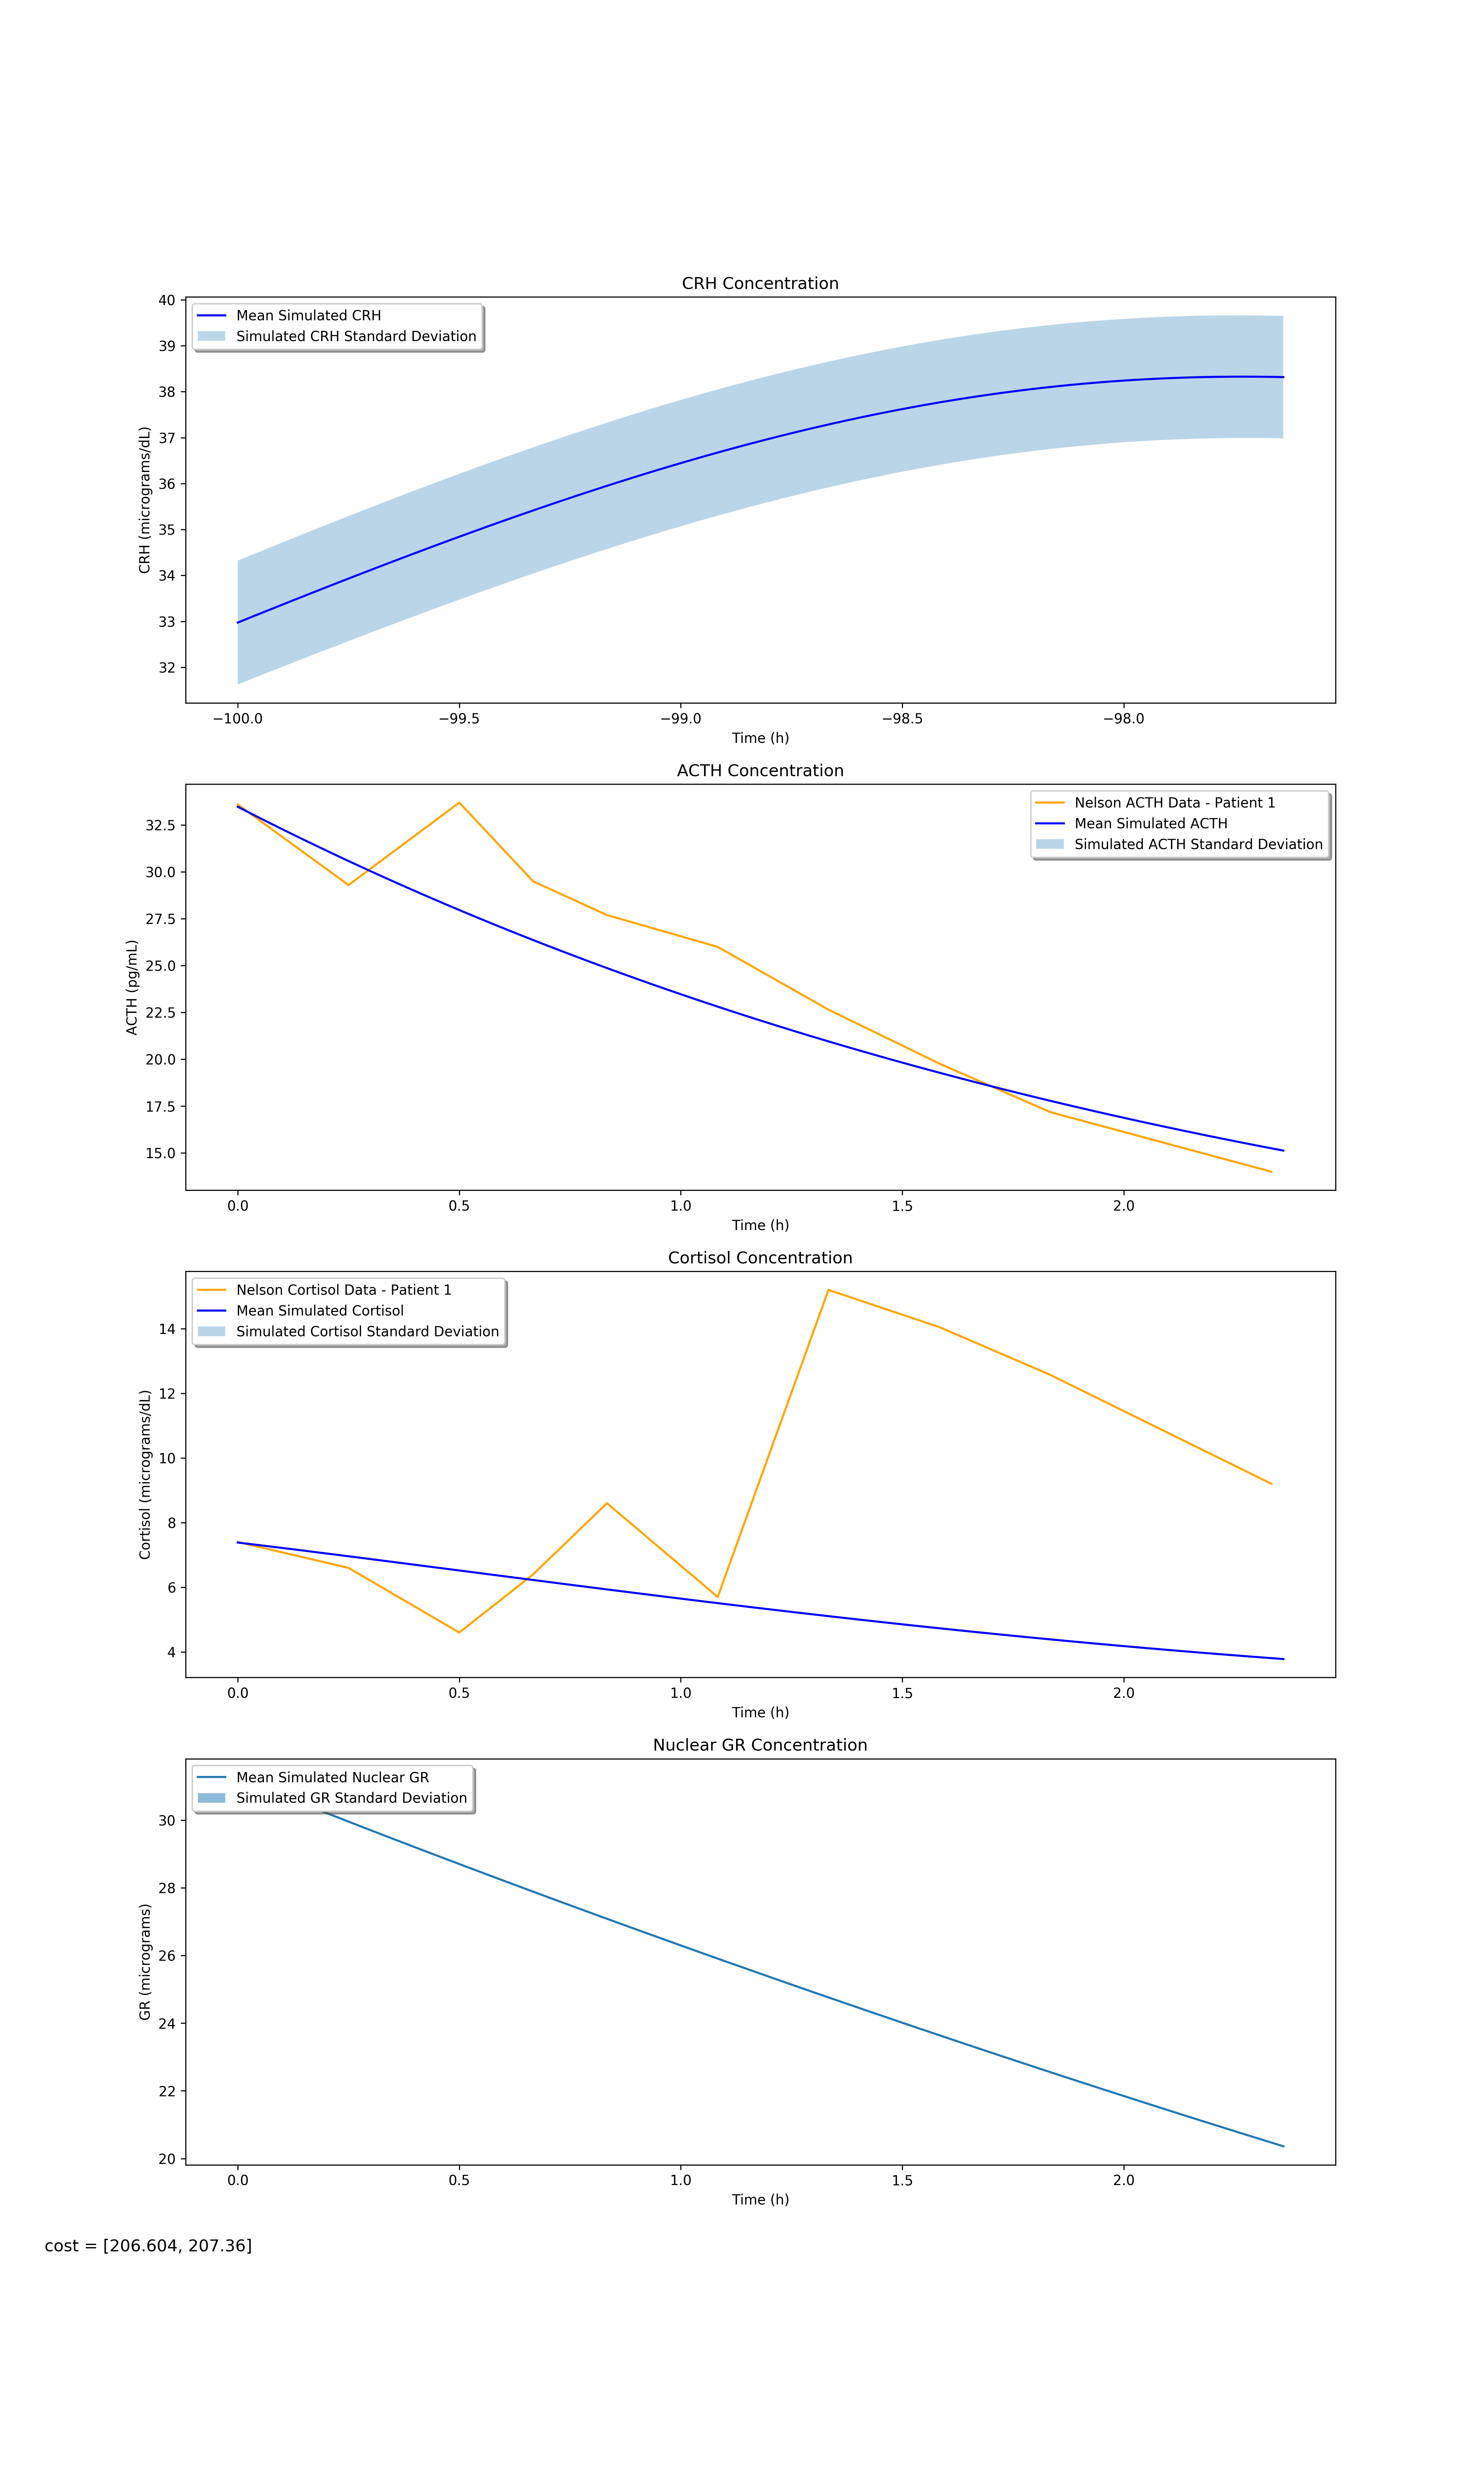 CRH Concentration
Mean Simulated CRH
Simulated CRH Standard Deviation
CRH (micrograms/dL)
40
39
38
37
36
35
34
33
32
−100.0 −99.5 −99.0 −98.5 −98.0
Time (h)
ACTH Concentration
Nelson ACTH Data - Patient 1
Mean Simulated ACTH
Simulated ACTH Standard Deviation
ACTH (pg/mL)
32.5
30.0
27.5
25.0
22.5
20.0
17.5
15.0
0.0 0.5 1.0 1.5 2.0
Time (h)
Cortisol Concentration
Nelson Cortisol Data - Patient 1
Mean Simulated Cortisol
Simulated Cortisol Standard Deviation
Cortisol (micrograms/dL)
14
12
10
8
6
4
0.0 0.5 1.0 1.5 2.0
Time (h)
Nuclear GR Concentration
Mean Simulated Nuclear GR
Simulated GR Standard Deviation
GR (micrograms)
30
28
26
24
22
20
0.0 0.5 1.0 1.5 2.0
Time (h)
cost = [206.604, 207.36]